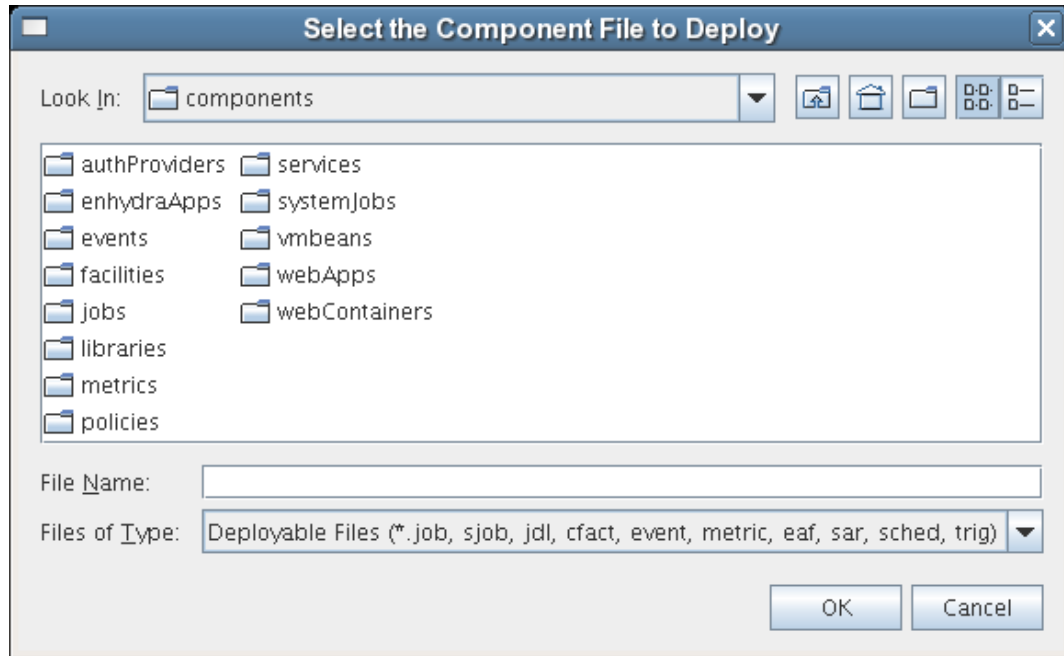 Select the Component File to Deploy
Look In: components
authProviders services
enhydraApps systemJobs
events vmbeans
facilities webApps
jobs webContainers
libraries
metrics
policies
File Name:
Files of Type: Deployable Files (*.job, sjob, jdl, cfact, event, metric, eaf, sar, sched, trig)
OK Cancel